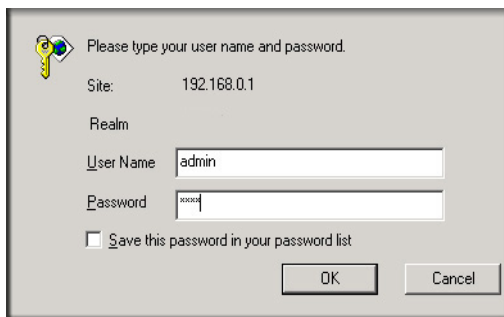 Please type your user name and password.
Site: 192.168.0.1
Realm
User Name admin
Password xxxx
Save this password in your password list
OK Cancel